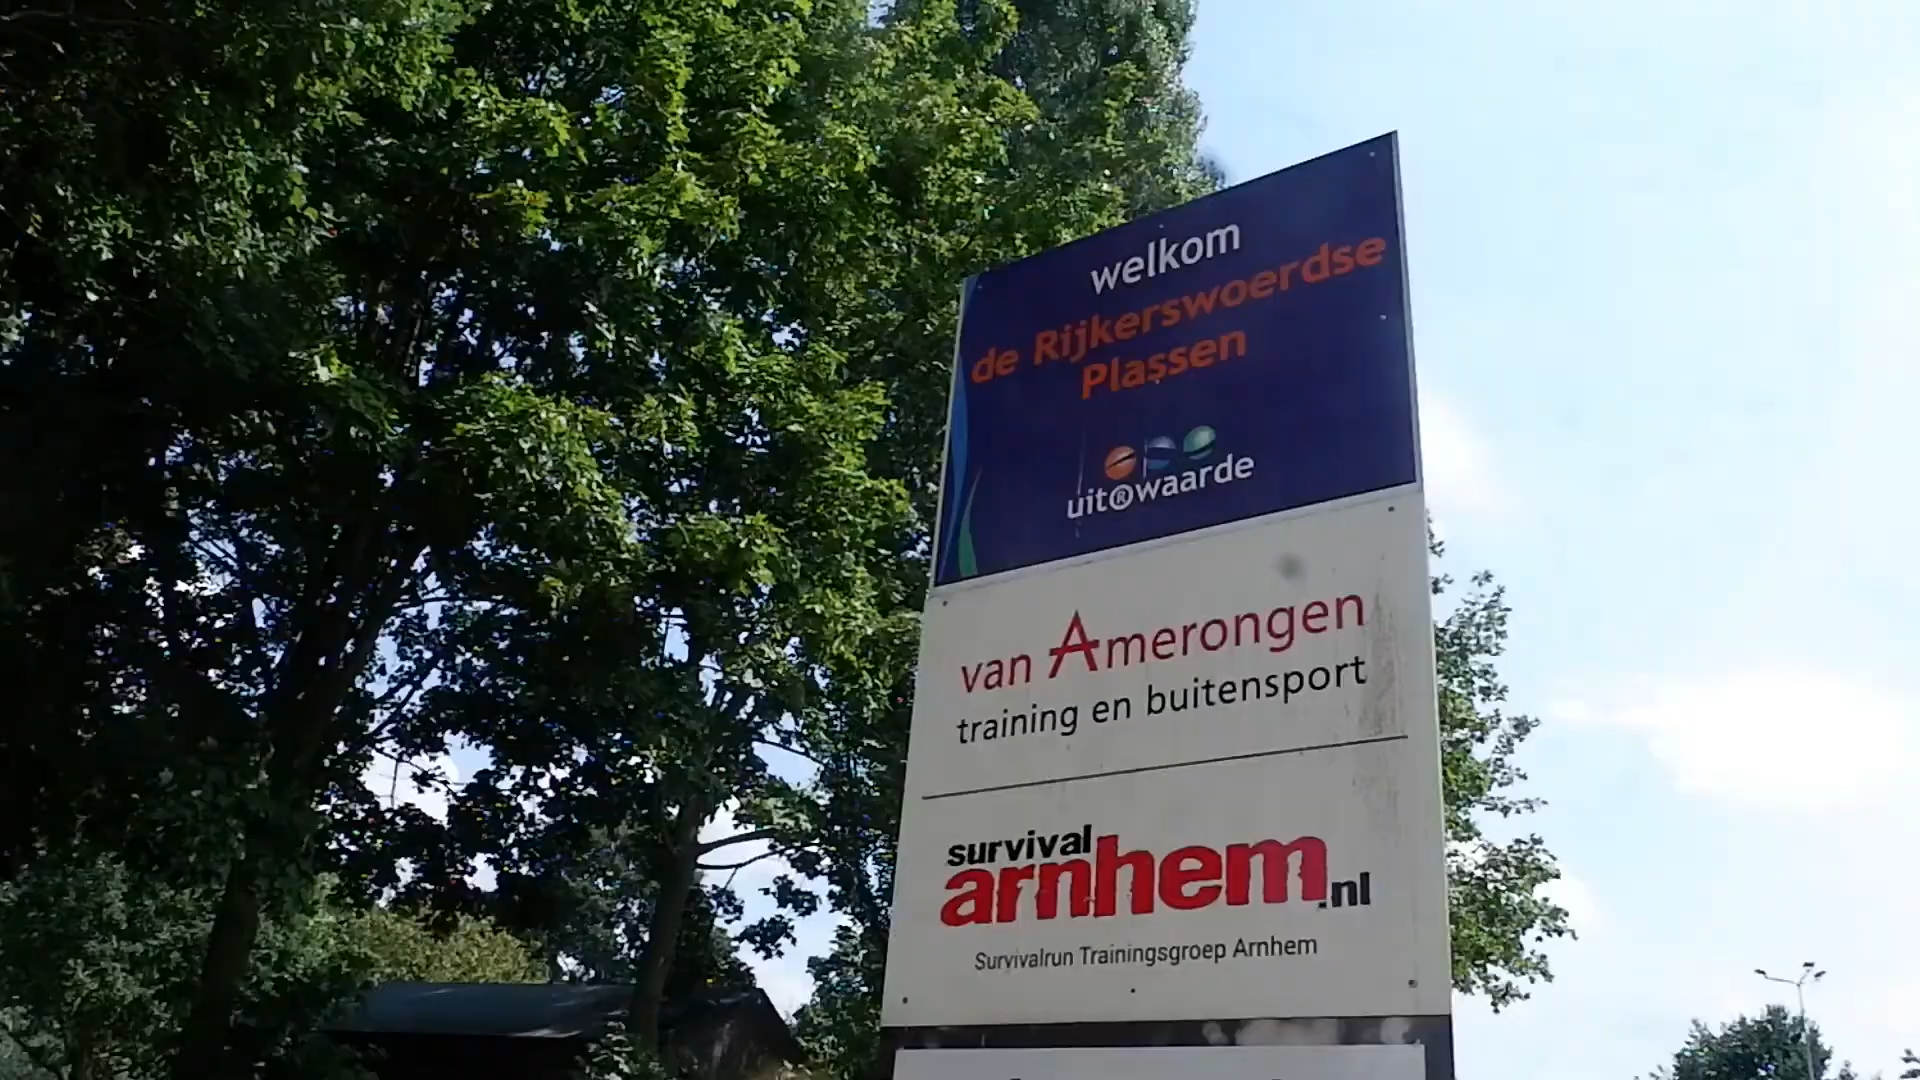 welkom
de Rijkerswoerdse
Plassen
uit®waarde
van Amerongen
training en buitensport
survival
arnhem.nl
Survivalrun Trainingsgroep Arnhem